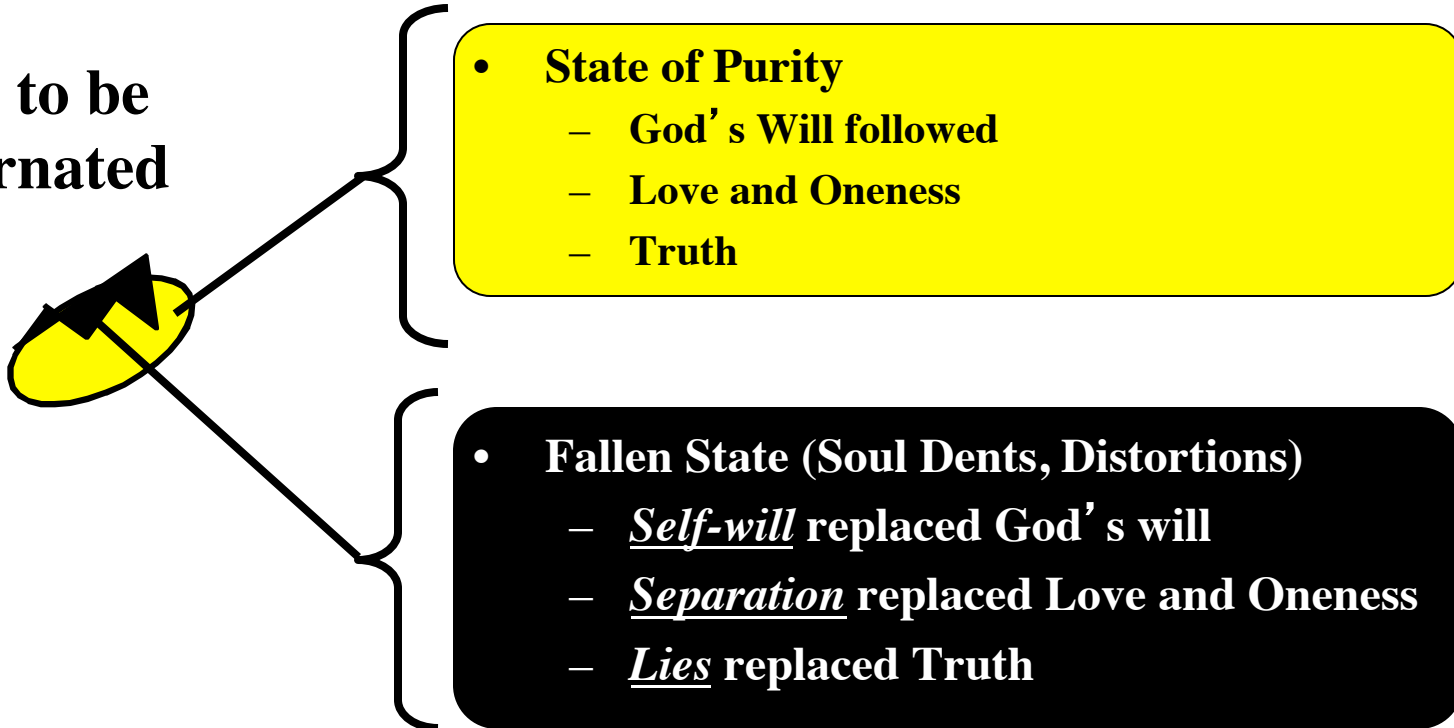 to be
• State of Purity
– God's Will followed
– Love and Oneness
– Truth
• Fallen State (Soul Dents, Distortions)
– Self-will replaced God's will
– Separation replaced Love and Oneness
– Lies replaced Truth